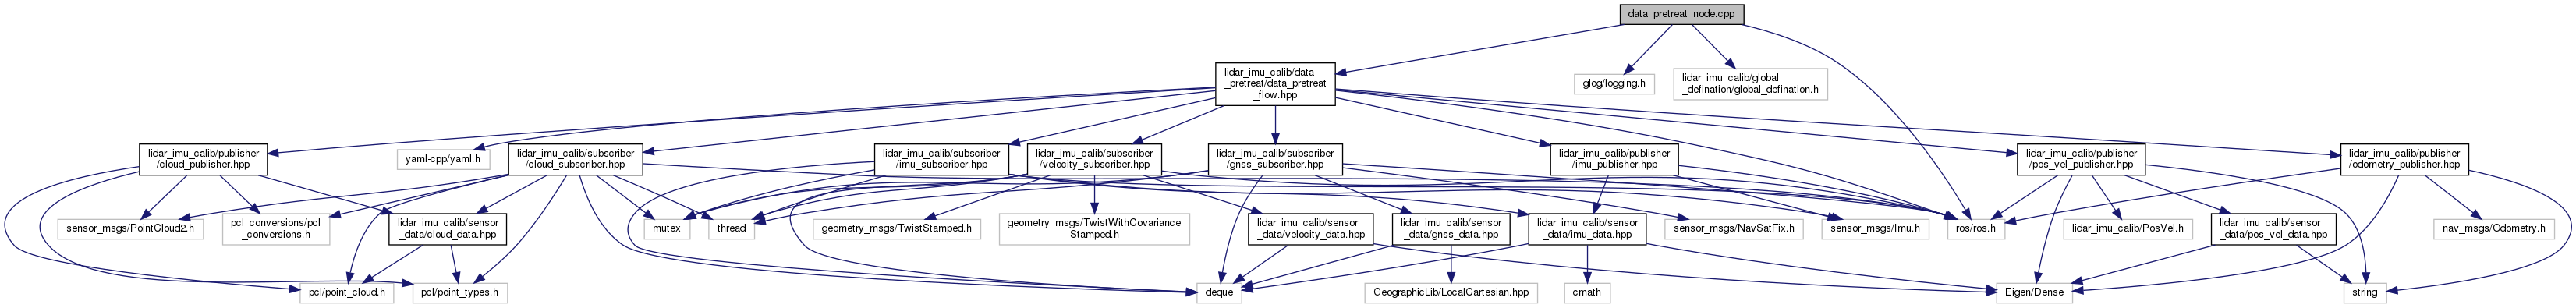 data_pretreat_node.cpp
lidar_imu_calib/data
_pretreat/data_pretreat
_flow.hpp
glog/logging.h
lidar_imu_calib/global
_defination/global_defination.h
lidar_imu_calib/publisher
/cloud_publisher.hpp
yaml-cpp/yaml.h
lidar_imu_calib/subscriber
/cloud_subscriber.hpp
lidar_imu_calib/subscriber
/imu_subscriber.hpp
lidar_imu_calib/subscriber
/velocity_subscriber.hpp
lidar_imu_calib/subscriber
/gnss_subscriber.hpp
lidar_imu_calib/publisher
/imu_publisher.hpp
lidar_imu_calib/publisher
/pos_vel_publisher.hpp
lidar_imu_calib/publisher
/odometry_publisher.hpp
sensor_msgs/PointCloud2.h
pcl_conversions/pcl
_conversions.h
lidar_imu_calib/sensor
_data/cloud_data.hpp
mutex
thread
geometry_msgs/TwistStamped.h
geometry_msgs/TwistWithCovariance
Stamped.h
lidar_imu_calib/sensor
_data/velocity_data.hpp
lidar_imu_calib/sensor
_data/gnss_data.hpp
lidar_imu_calib/sensor
_data/imu_data.hpp
sensor_msgs/NavSatFix.h
sensor_msgs/Imu.h
ros/ros.h
lidar_imu_calib/PosVel.h
lidar_imu_calib/sensor
_data/pos_vel_data.hpp
nav_msgs/Odometry.h
pcl/point_cloud.h
pcl/point_types.h
deque
GeographicLib/LocalCartesian.hpp
cmath
Eigen/Dense
string